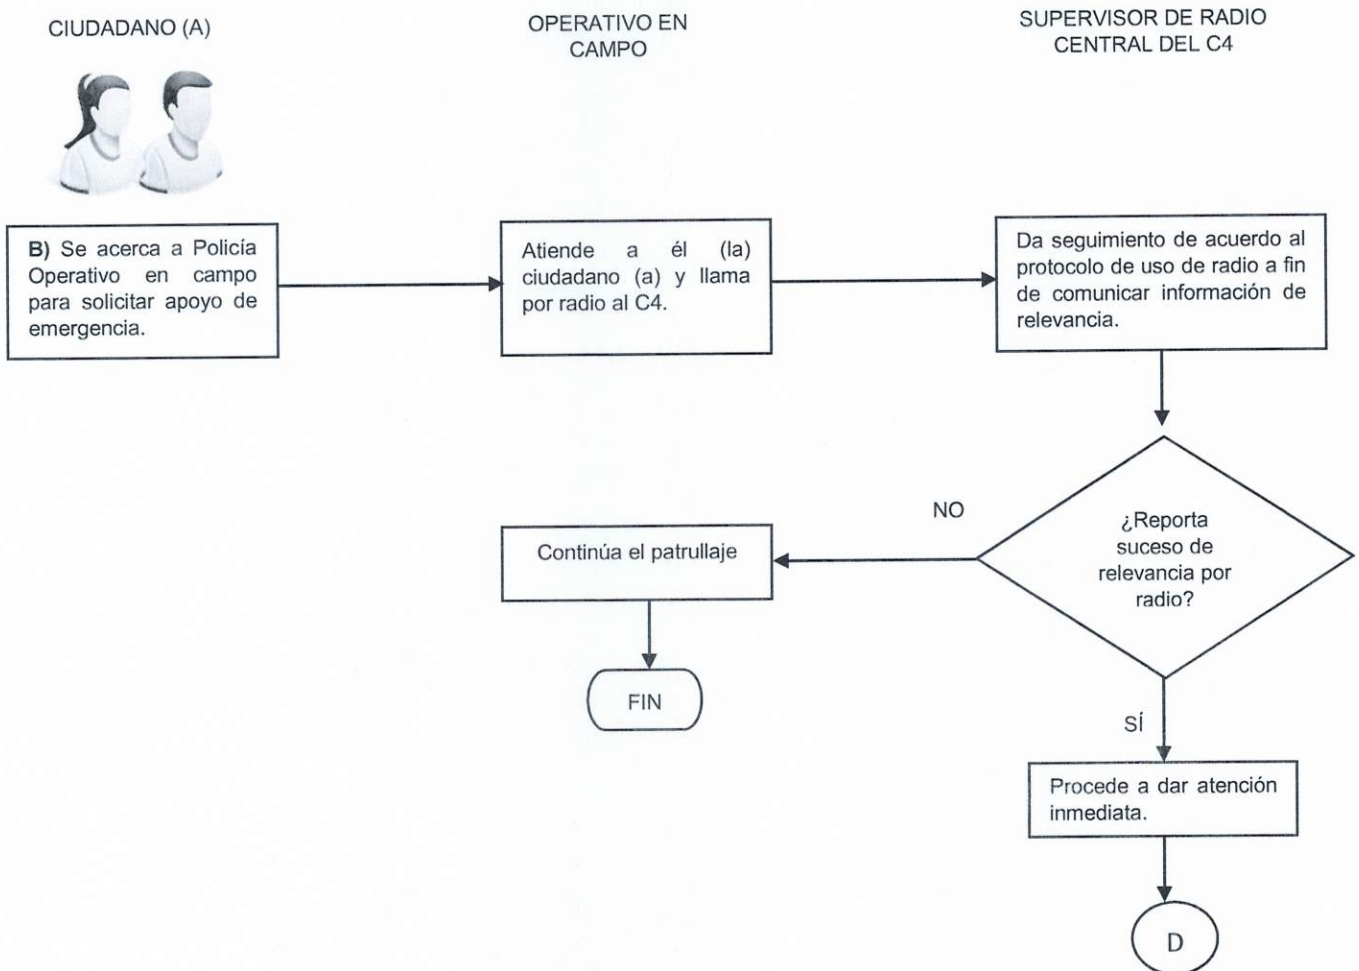 CIUDADANO (A)
OPERATIVO EN
CAMPO
SUPERVISOR DE RADIO
CENTRAL DEL C4
B) Se acerca a Policía
Operativo en campo
para solicitar apoyo de
emergencia.
Atiende a él (la)
ciudadano (a) y llama
por radio al C4.
Da seguimiento de acuerdo al
protocolo de uso de radio a fin
de comunicar información de
relevancia.
NO
¿Reporta
suceso de
relevancia por
radio?
Continúa el patrullaje
FIN
SÍ
Procede a dar atención
inmediata.
D